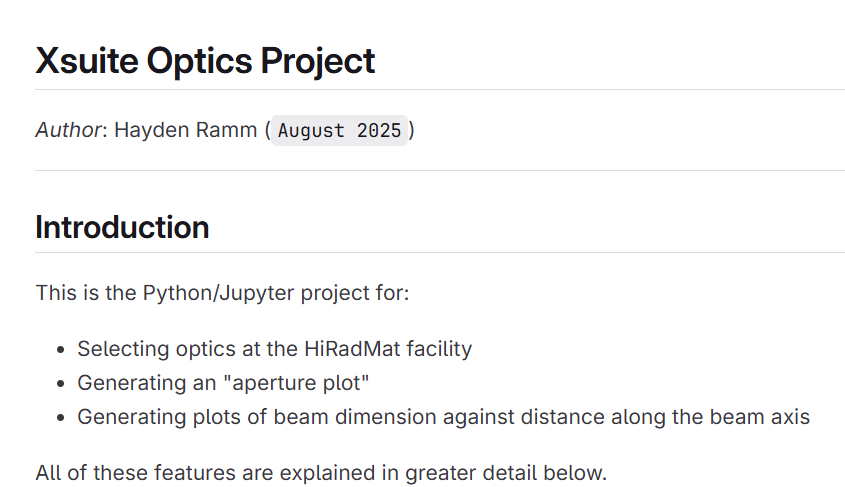 Xsuite Optics Project
Author: Hayden Ramm (August 2025)
Introduction
This is the Python/Jupyter project for:
• Selecting optics at the HiRadMat facility
• Generating an "aperture plot"
• Generating plots of beam dimension against distance along the beam axis
All of these features are explained in greater detail below.